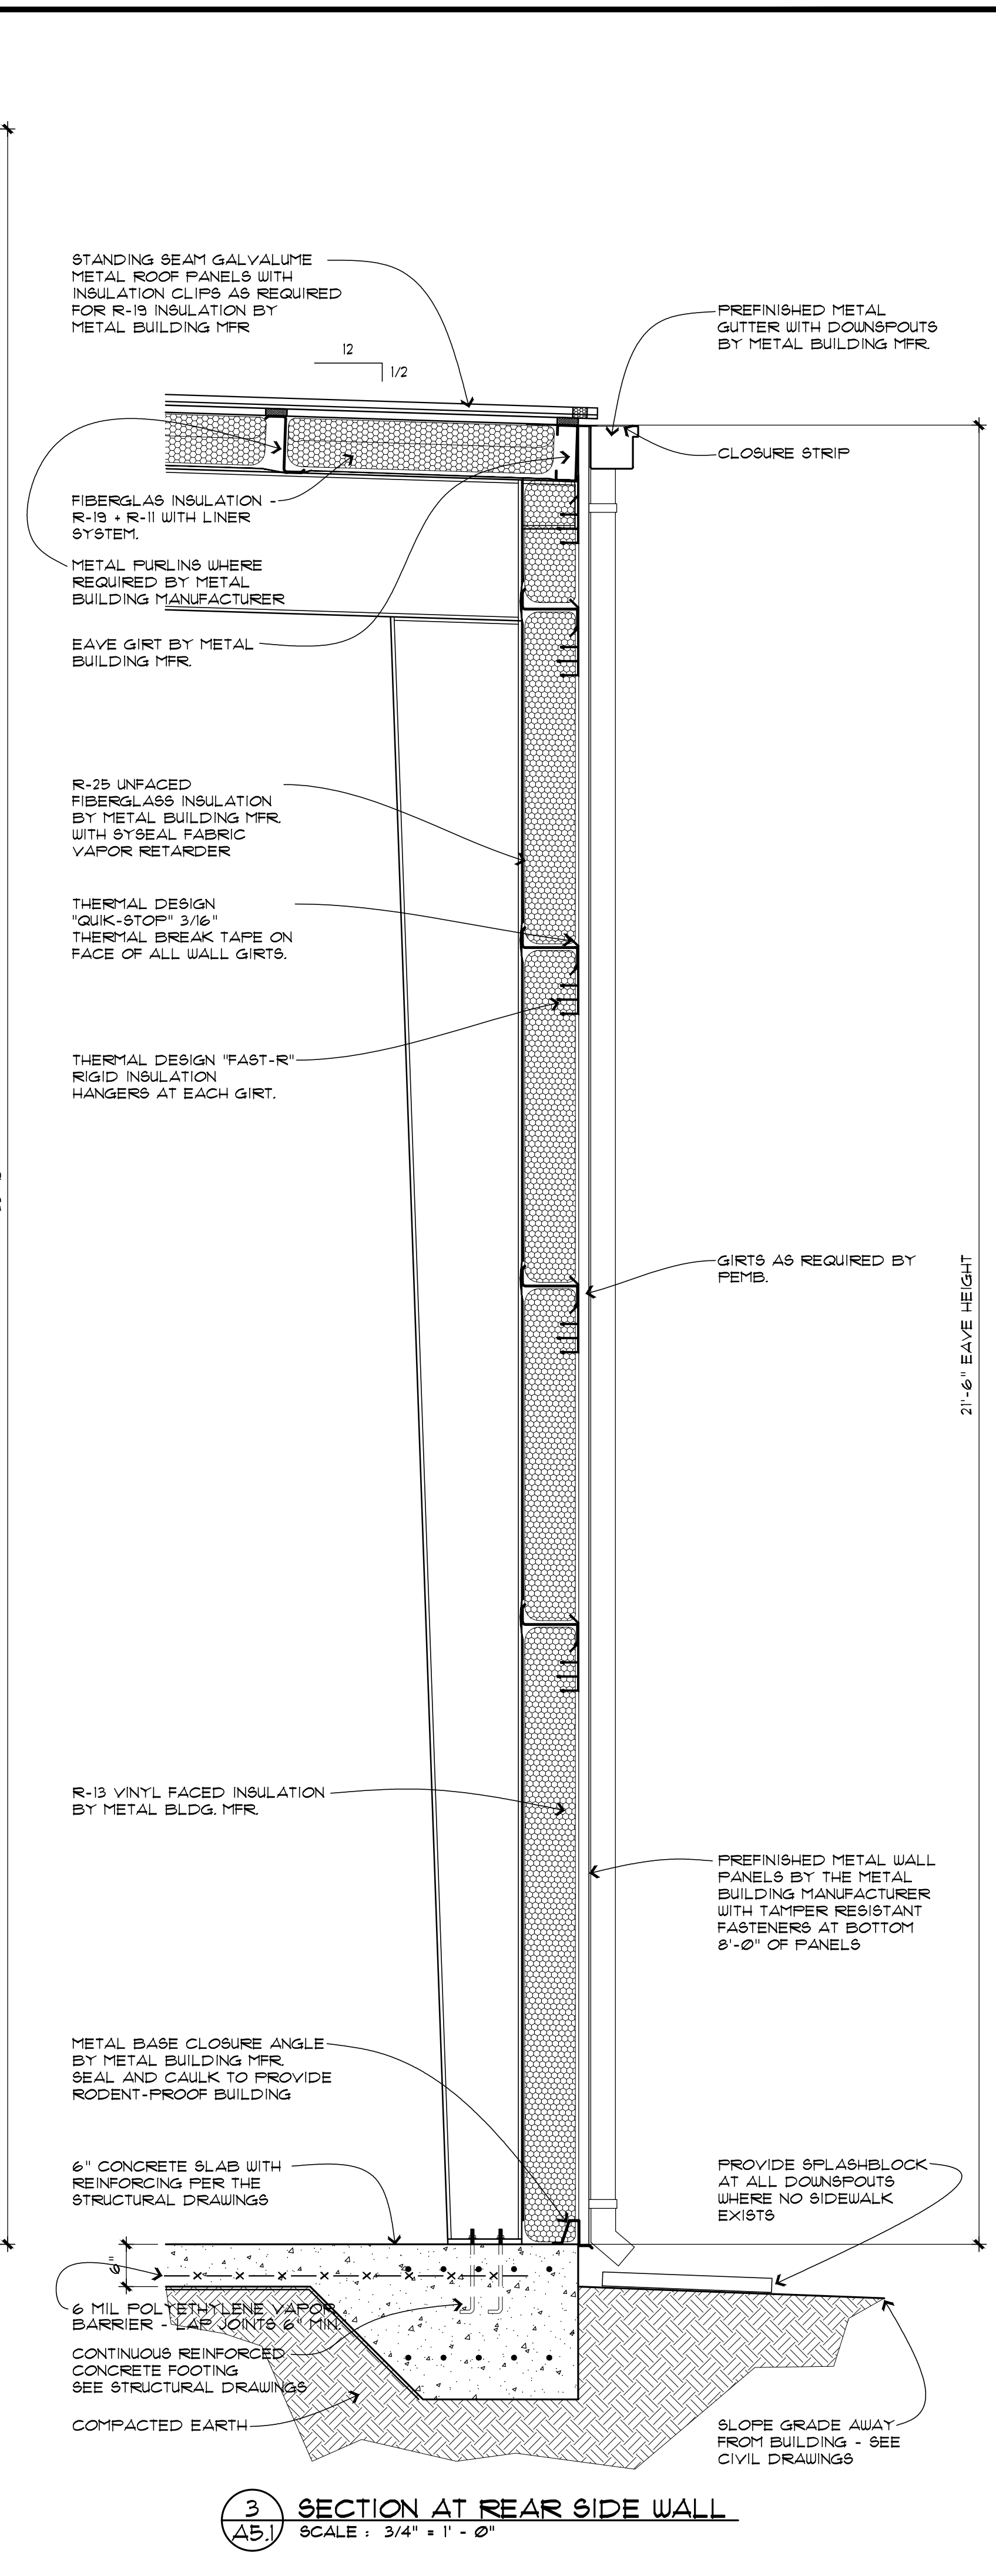 STANDING SEAM GALVALUME
METAL ROOF PANELS WITH
INSULATION CLIPS AS REQUIRED
FOR R-19 INSULATION BY
METAL BUILDING MFR
12
1/2
PREFINISHED METAL
GUTTER WITH DOWNSPOUTS
BY METAL BUILDING MFR.
CLOSURE STRIP
FIBERGLAS INSULATION -
R-19 + R-11 WITH LINER
SYSTEM.
METAL PURLINS WHERE
REQUIRED BY METAL
BUILDING MANUFACTURER
EAVE GIRT BY METAL
BUILDING MFR.
R-25 UNFACED
FIBERGLASS INSULATION
BY METAL BUILDING MFR.
WITH SYSEAL FABRIC
VAPOR RETARDER
THERMAL DESIGN
"QUIK-STOP" 3/16"
THERMAL BREAK TAPE ON
FACE OF ALL WALL GIRTS.
THERMAL DESIGN "FAST-R"
RIGID INSULATION
HANGERS AT EACH GIRT.
GIRTS AS REQUIRED BY
PEMB.
21'-6" EAVE HEIGHT
R-13 VINYL FACED INSULATION
BY METAL BLDG. MFR.
PREFINISHED METAL WALL
PANELS BY THE METAL
BUILDING MANUFACTURER
WITH TAMPER RESISTANT
FASTENERS AT BOTTOM
8'-0" OF PANELS
METAL BASE CLOSURE ANGLE
BY METAL BUILDING MFR.
SEAL AND CAULK TO PROVIDE
RODENT-PROOF BUILDING
6" CONCRETE SLAB WITH
REINFORCING PER THE
STRUCTURAL DRAWINGS
PROVIDE SPLASHBLOCK
AT ALL DOWNSPOUTS
WHERE NO SIDEWALK
EXISTS
6"
6 MIL POLYETHYLENE VAPOR
BARRIER - LAP JOINTS 6" MIN.
CONTINUOUS REINFORCED
CONCRETE FOOTING
SEE STRUCTURAL DRAWINGS
COMPACTED EARTH
SLOPE GRADE AWAY
FROM BUILDING - SEE
CIVIL DRAWINGS
3
A5.1
SECTION AT REAR SIDE WALL
SCALE : 3/4" = 1' - 0"